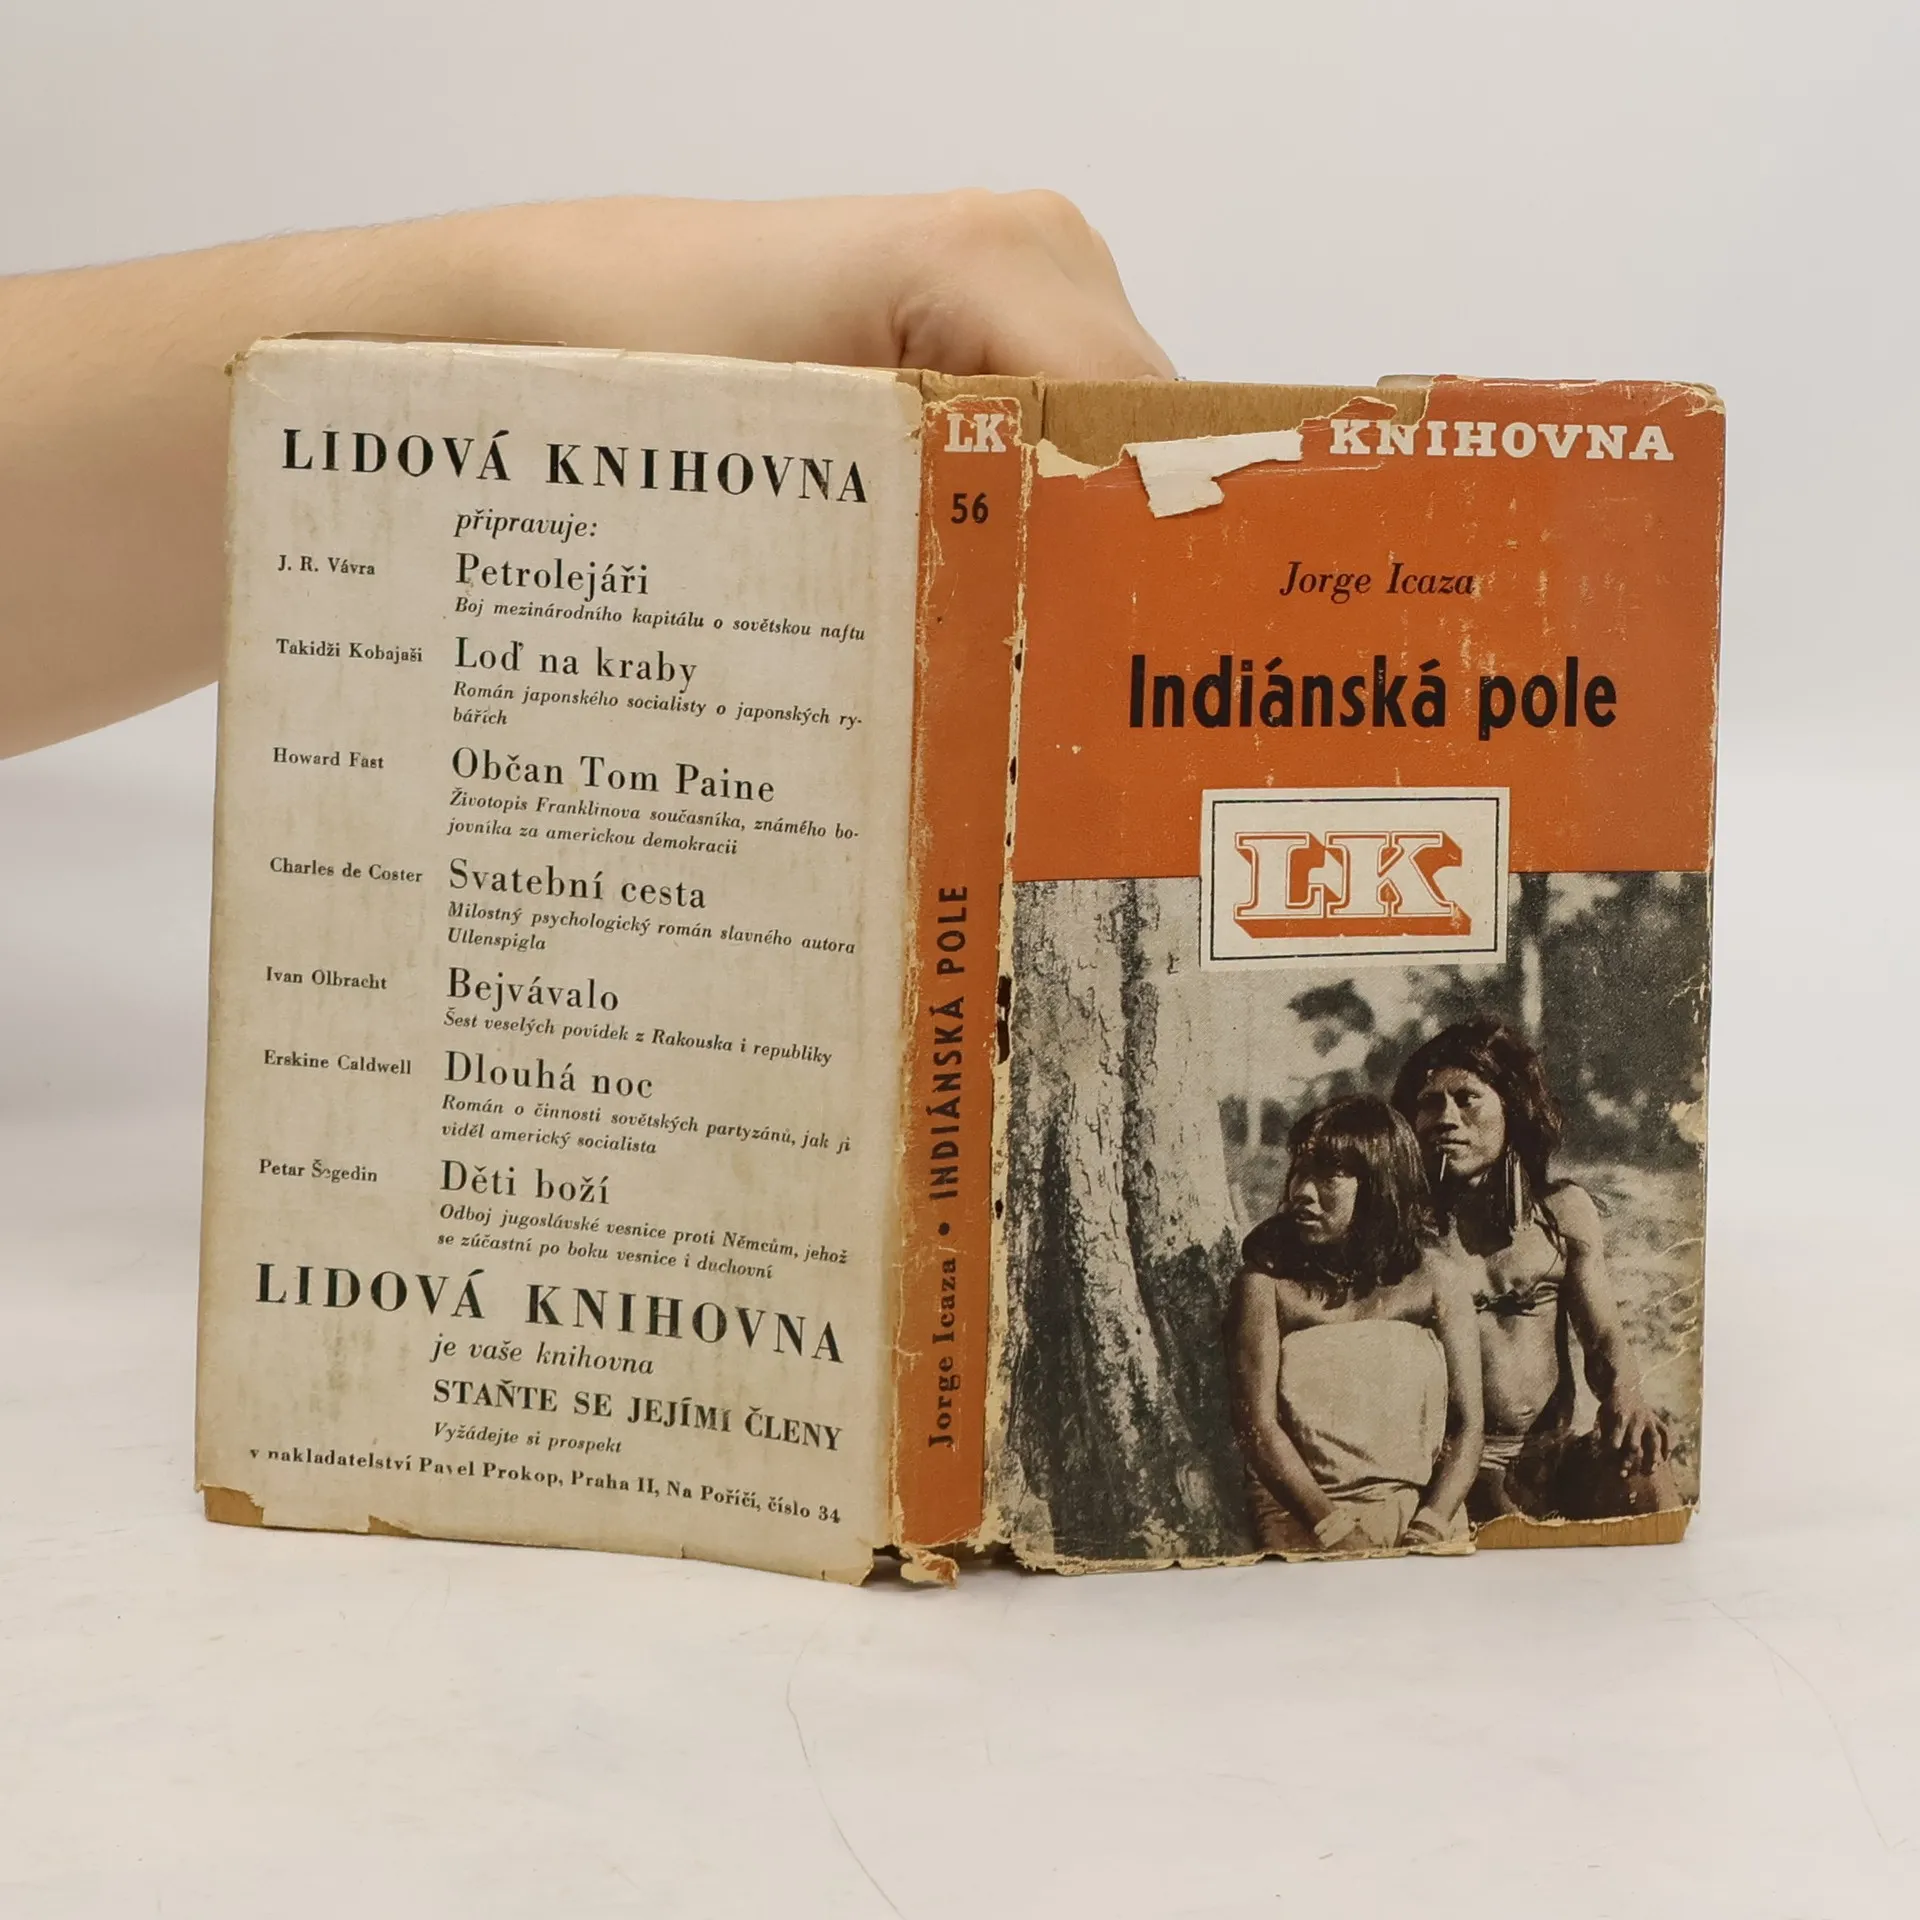 LIDOVÁ KNIHOVNA
připravuje:
J. R. Vávra
Petrolejáři
Boj mezinárodního kapitálu o sovětskou naftu
Takidži Kobajaši
Loď na kraby
Román japonského socialisty o japonských ry-
bářích
Howard Fast
Občan Tom Paine
Životopis Franklinova současníka, známého bo-
jovníka za americkou demokracii
Charles de Coster
Svatební cesta
Milostný psychologický román slavného autora
Ullenspigla
Ivan Olbracht
Bejvávalo
Šest veselých povídek z Rakouska i republiky
Erskine Caldwell
Dlouhá noc
Román o činnosti sovětských partyzánů, jak ji
viděl americký socialista
Petar Šegedin
Děti boží
Odboj jugoslávské vesnice proti Němcům, jehož
se zúčastní po boku vesnice i duchovní
LIDOVÁ KNIHOVNA
je vaše knihovna
STAŇTE SE JEJÍMI ČLENY
Vyžádejte si prospekt
v nakladatelství Pavel Prokop, Praha II, Na Poříčí, číslo 34
LK
56
Jorge Icaza • INDIÁNSKÁ POLE
KNIHOVNA
Jorge Icaza
Indiánská pole
LK